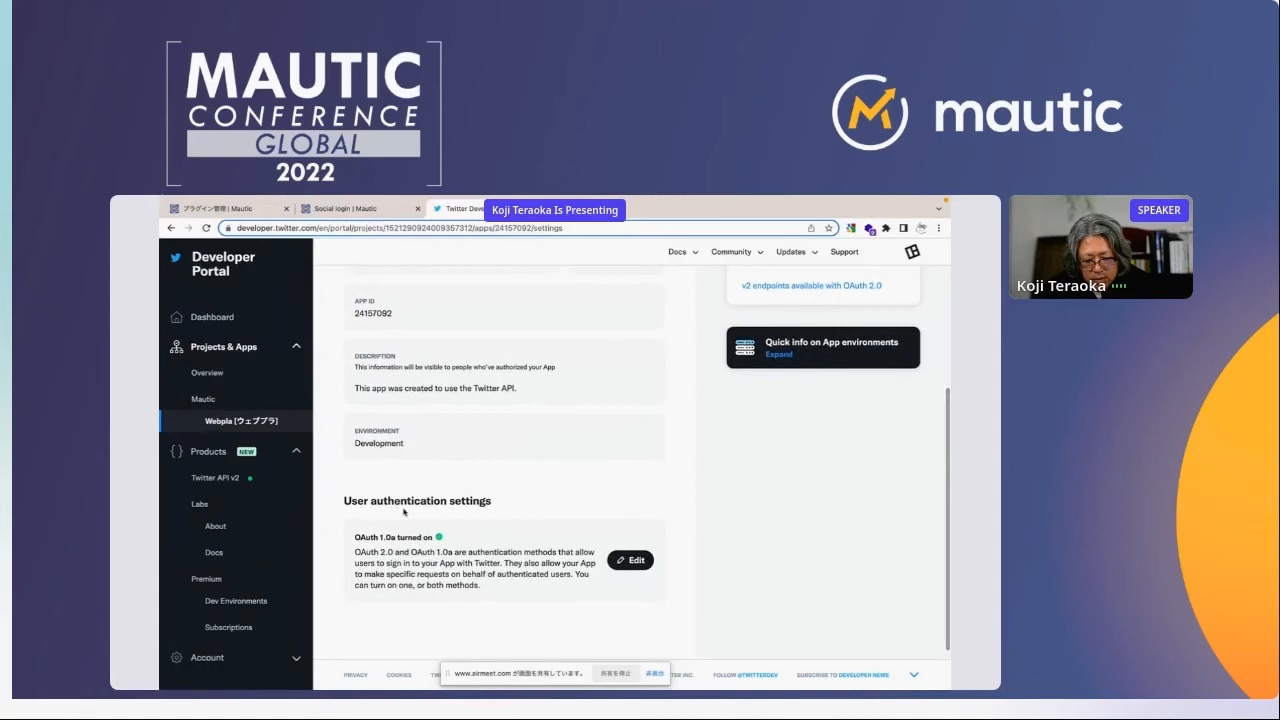 MAUTIC
CONFERENCE
GLOBAL
2022
mautic
プラグイン管理 | Mautic
Social login | Mautic
Twitter Deve
Koji Teraoka Is Presenting
developer.twitter.com/en/portal/projects/1521290924009357312/apps/24157092/settings
SPEAKER
Koji Teraoka
Developer
Portal
Dashboard
Projects & Apps
Overview
Mautic
Webpla [ウェブプラ]
Products NEW
Twitter API v2
Labs
About
Docs
Premium
Dev Environments
Subscriptions
Account
Docs
Community
Updates
Support
APP ID
24157092
DESCRIPTION
This information will be visible to people who've authorized your App
This app was created to use the Twitter API.
ENVIRONMENT
Development
User authentication settings
OAuth 1.0a turned on
OAuth 2.0 and OAuth 1.0a are authentication methods that allow
users to sign in to your App with Twitter. They also allow your App
to make specific requests on behalf of authenticated users. You
can turn on one, or both methods.
Edit
v2 endpoints available with OAuth 2.0
Quick info on App environments
Expand
PRIVACY
COOKIES
TW
www.airmeet.com が画面を共有しています。
共有を停止
非表示
TER INC.
FOLLOW @TWITTERDEV
SUBSCRIBE TO DEVELOPER NEWS